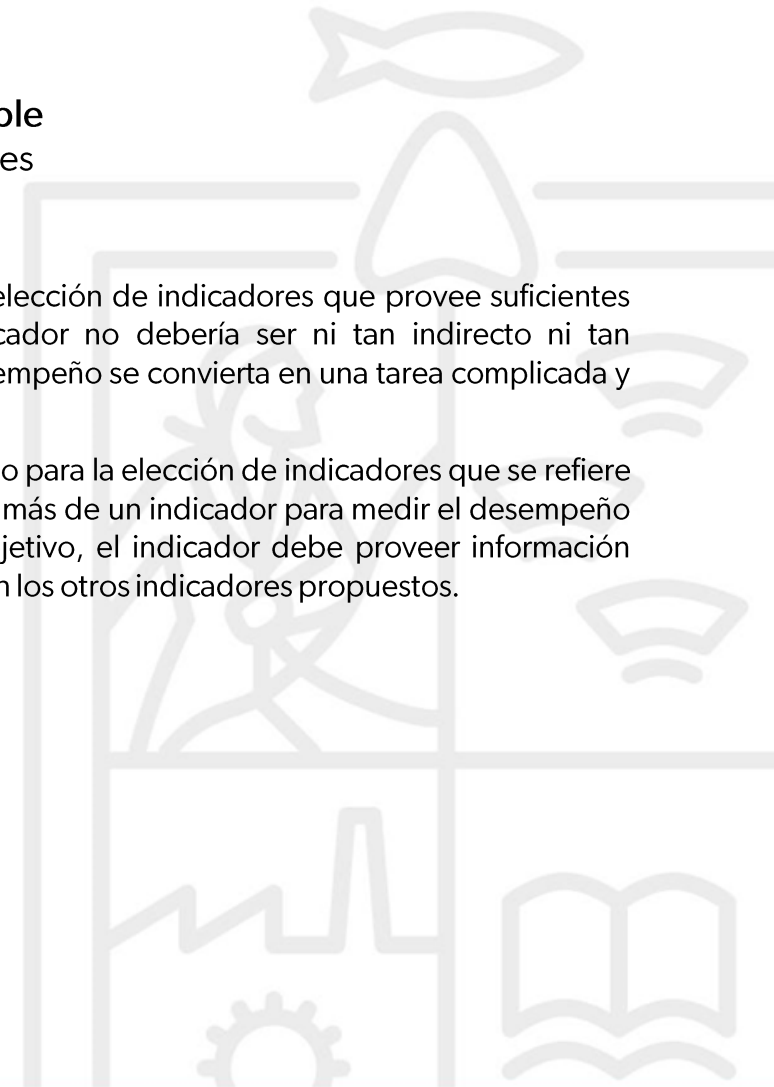 ble
es
elección de indicadores que provee suficientes
cador no debería ser ni tan indirecto ni tan
empeño se convierta en una tarea complicada y
o para la elección de indicadores que se refiere
más de un indicador para medir el desempeño
jetivo, el indicador debe proveer información
n los otros indicadores propuestos.